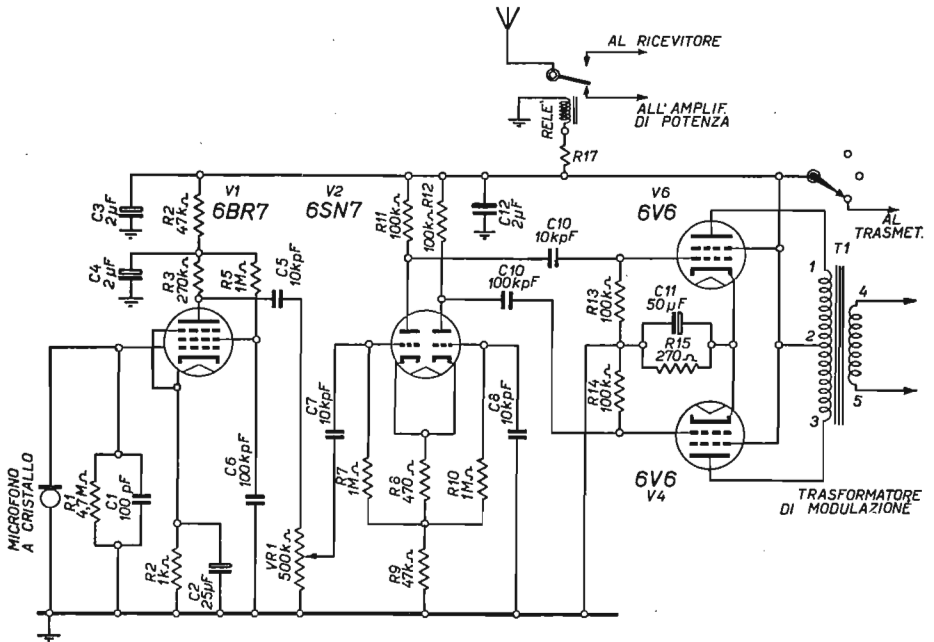 AL RICEVITORE
ALL'AMPLIF.
DI POTENZA
RELE'
R17
C3
2µF
C4
2µF
R2
47kΩ
V1
6BR7
R3
270kΩ
R5
1MΩ
C5
10kpF
V2
6SN7
R11
100kΩ
R12
100kΩ
C12
2µF
C10
10kpF
C10
100kpF
V6
6V6
AL
TRASMET.
T1
1
2
3
4
5
R13
100kΩ
C11
50µF
R15
270Ω
R14
100kΩ
6V6
V4
TRASFORMATORE
DI MODULAZIONE
MICROFONO
A CRISTALLO
R1
4,7MΩ
C1
100pF
R2
1kΩ
C2
25µF
C6
100kpF
VR1
500kΩ
C7
10kpF
R7
1MΩ
R8
470Ω
R10
1MΩ
C8
10kpF
R9
47kΩ